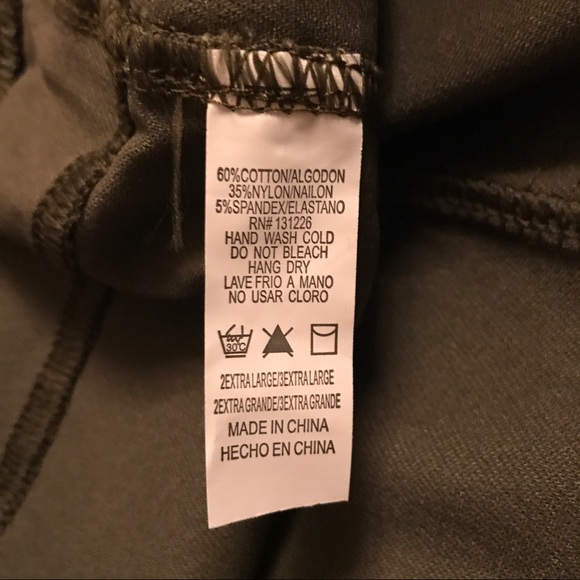 60%COTTON/ALGODON
35%NYLON/NAILON
5%SPANDEX/ELASTANO
RN# 131226
HAND WASH COLD
DO NOT BLEACH
HANG DRY
LAVE FRIO A MANO
NO USAR CLORO
30°C
2EXTRA LARGE/3EXTRA LARGE
2EXTRA GRANDE/3EXTRA GRANDE
MADE IN CHINA
HECHO EN CHINA